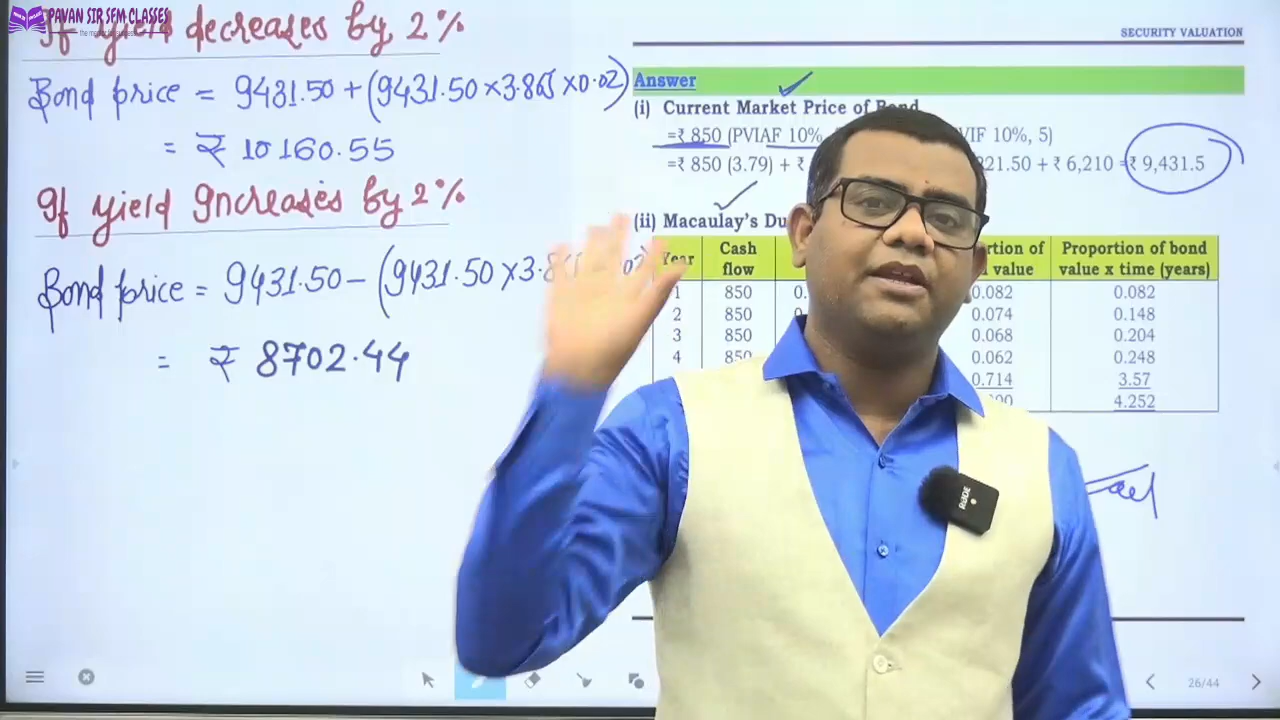 PAVAN SIR SFM CLASSES
If yield decreases by 2%
Bond price = 9431.50 + (9431.50 × 3.865 × 0.02)
= ₹ 10160.55
If yield Increases by 2%
Bond price = 9431.50 − (9431.50 × 3.8
= ₹ 8702.44
SECURITY VALUATION
Answer
(i) Current Market Price of Bond
=₹ 850 (PVIAF 10%, VIF 10%, 5)
=₹ 850 (3.79) + ₹ 21.50 + ₹ 6,210 =₹ 9,431.5
(ii) Macaulay's Du
Year Cash flow ortion of value Proportion of bond value x time (years)
1 850 0. 0.082 0.082
2 850 0.074 0.148
3 850 0.068 0.204
4 850 0.062 0.248
0.714 3.57
4.252
RØDE
26/44